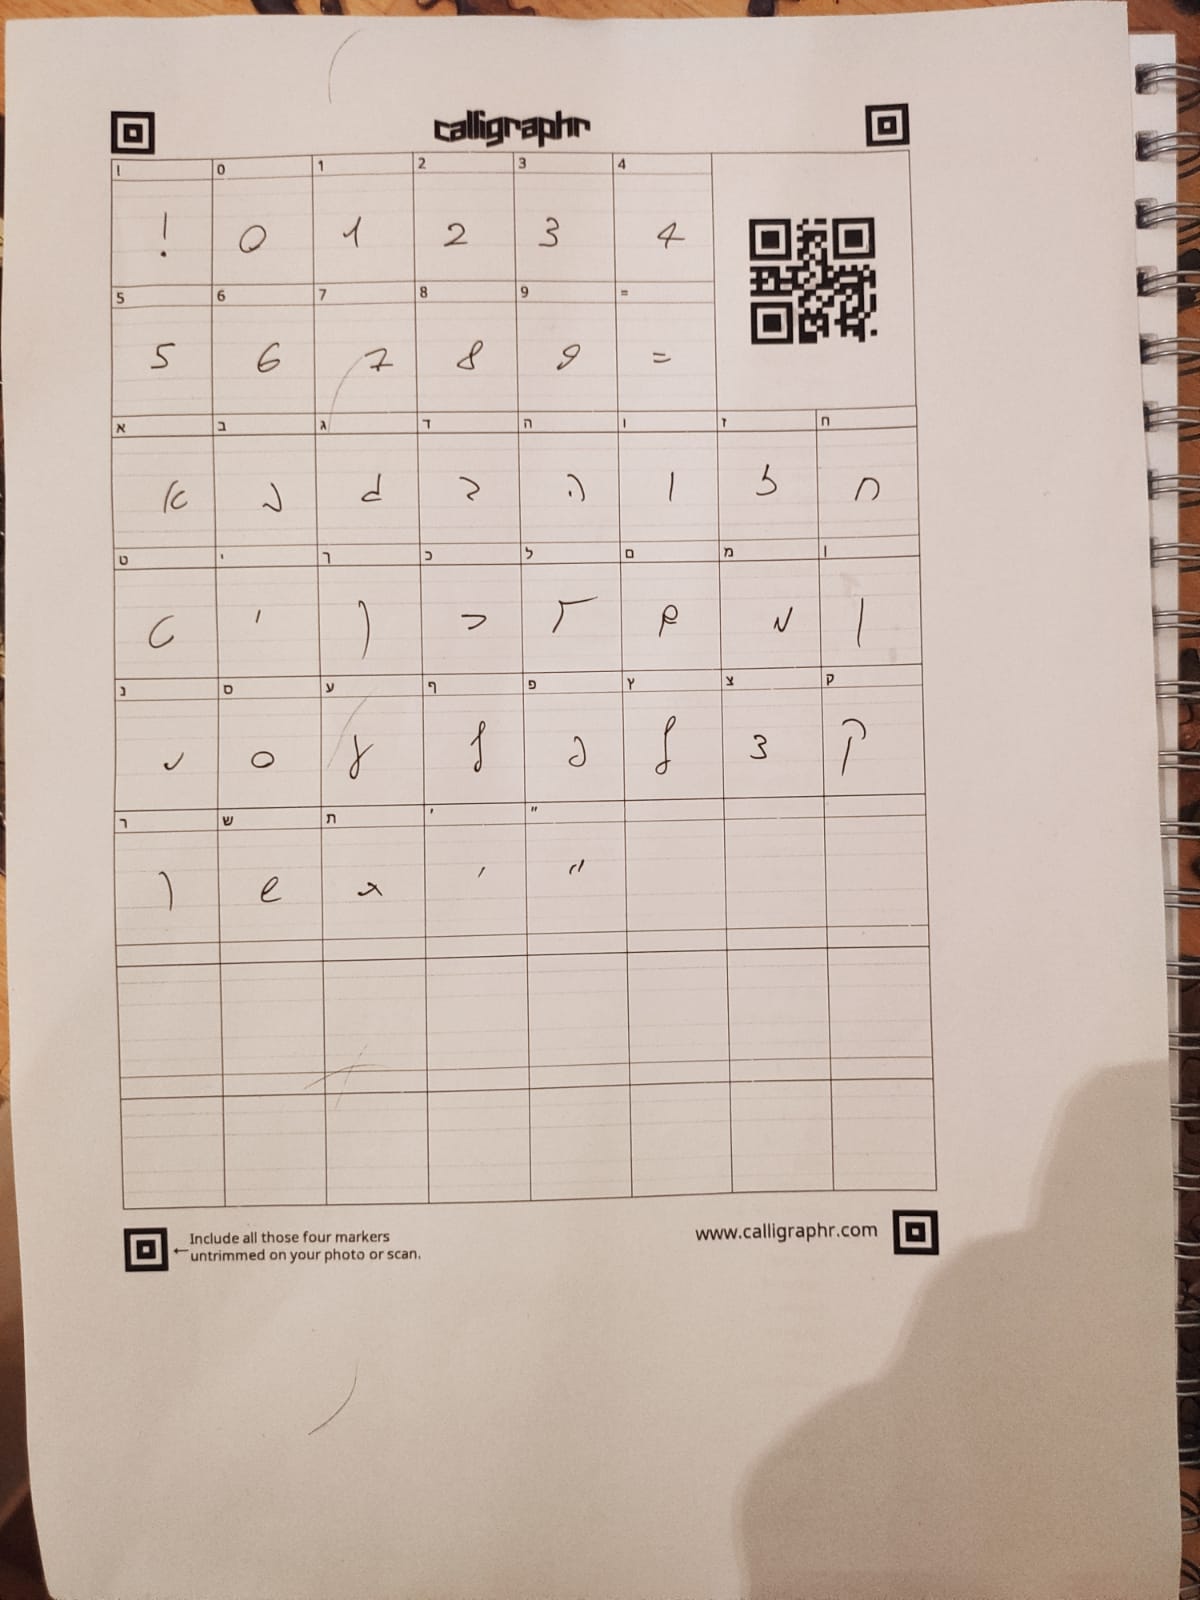 calligraphr
! 0 1 2 3 4
! 0 1 2 3 4
5 6 7 8 9 =
5 6 7 8 9 =
א ב ג ד ה ו ז ח
א ב ג ד ה ו ז ח
ט י ך כ ל ם מ ן
ט י ך כ ל ם מ ן
נ ס ע ף פ ץ צ ק
נ ס ע ף פ ץ צ ק
ר ש ת ' "
ר ש ת ' "
Include all those four markers
← untrimmed on your photo or scan.
www.calligraphr.com